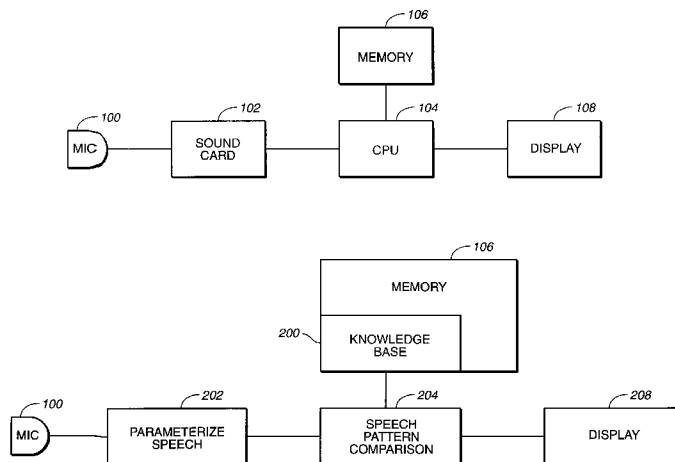 106
MEMORY
100
MIC
102
SOUND
CARD
104
CPU
108
DISPLAY
106
MEMORY
200
KNOWLEDGE
BASE
100
MIC
202
PARAMETERIZE
SPEECH
204
SPEECH
PATTERN
COMPARISON
208
DISPLAY